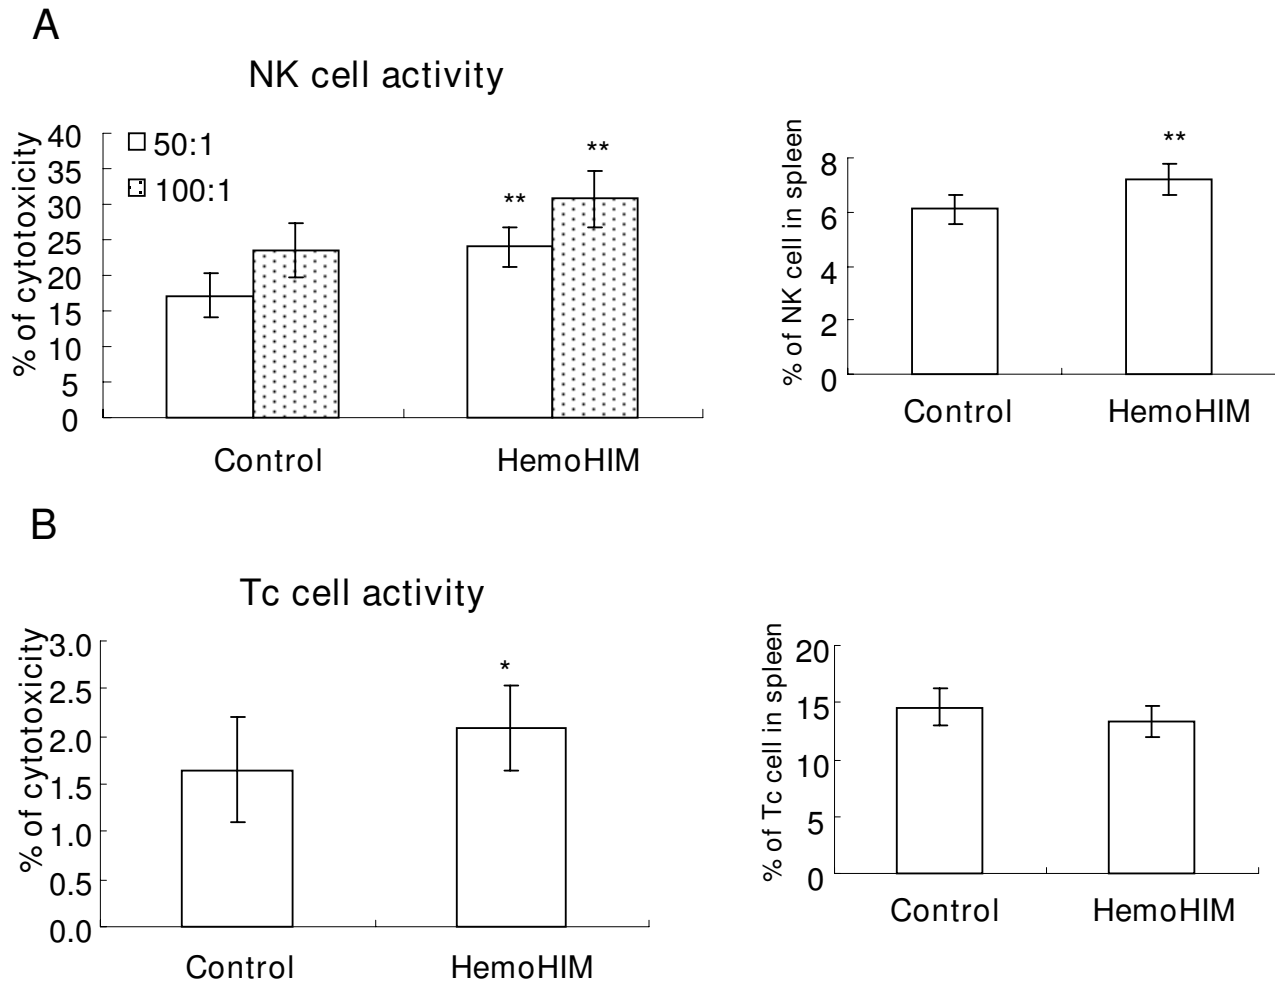 A
NK cell activity
% of cytotoxicity
40
35
30
25
20
15
10
5
0
50:1
100:1
**
**
Control
HemoHIM
% of NK cell in spleen
8
6
4
2
0
**
Control
HemoHIM
B
Tc cell activity
% of cytotoxicity
3.0
2.5
2.0
1.5
1.0
0.5
0.0
*
Control
HemoHIM
% of Tc cell in spleen
20
15
10
5
0
Control
HemoHIM